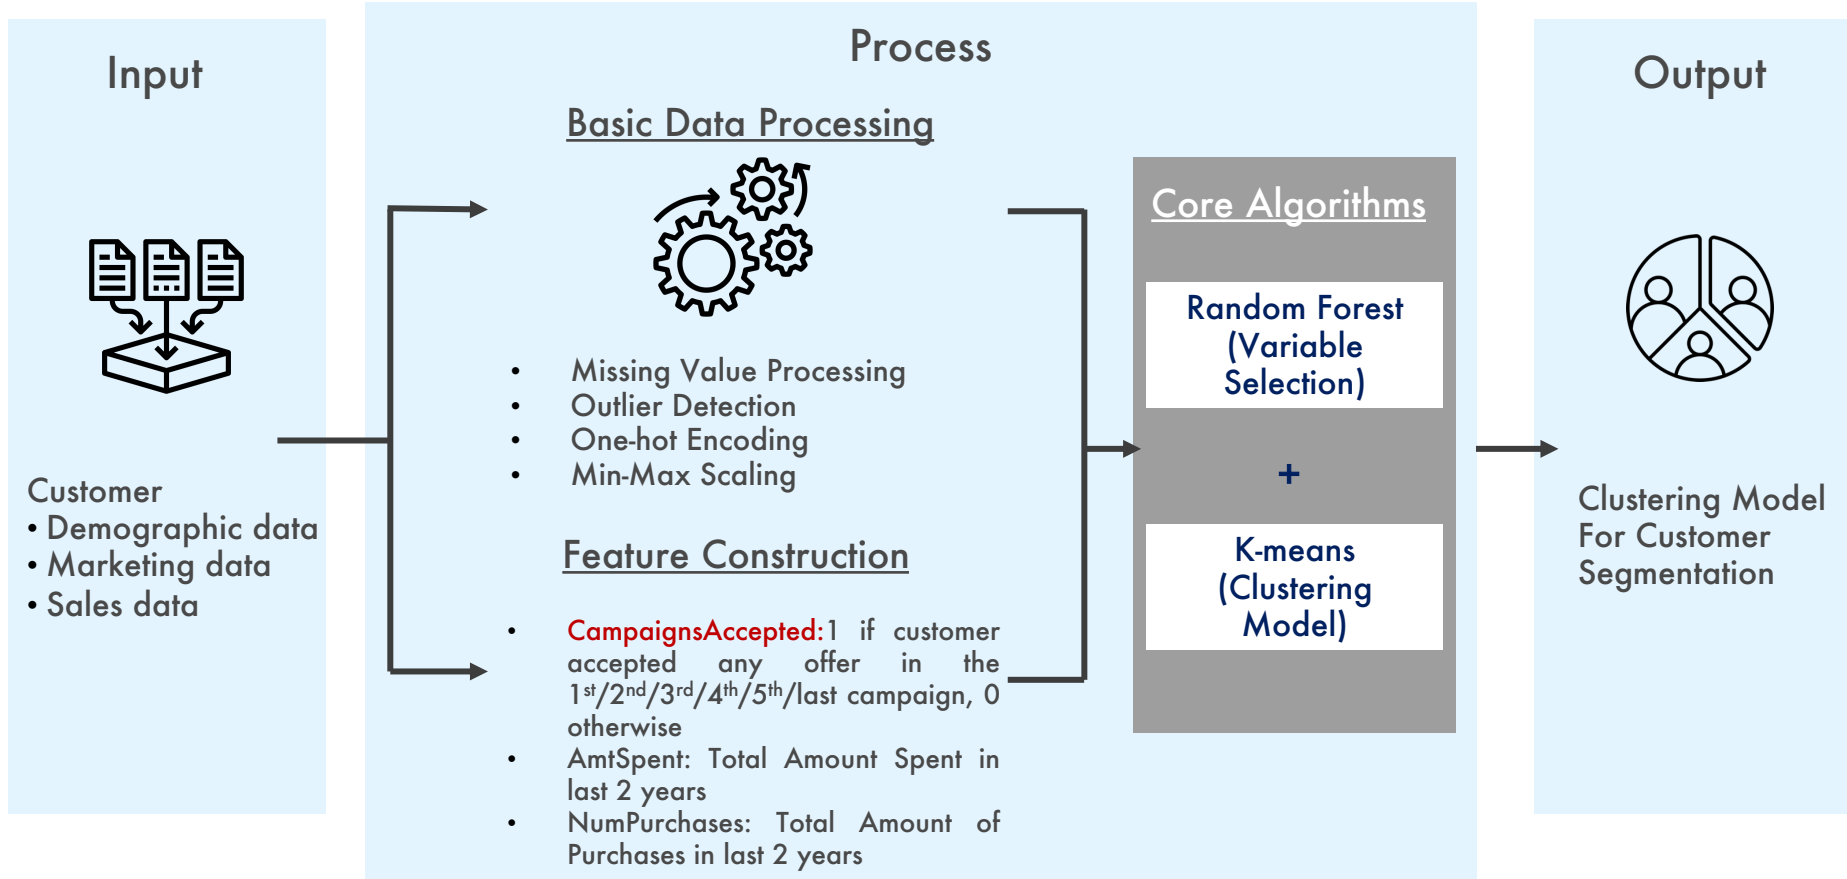 Input
Customer
• Demographic data
• Marketing data
• Sales data
Process
Basic Data Processing
• Missing Value Processing
• Outlier Detection
• One-hot Encoding
• Min-Max Scaling
Feature Construction
• CampaignsAccepted:1 if customer
accepted any offer in the
1st/2nd/3rd/4th/5th/last campaign, 0
otherwise
• AmtSpent: Total Amount Spent in
last 2 years
• NumPurchases: Total Amount of
Purchases in last 2 years
Core Algorithms
Random Forest
(Variable
Selection)
+
K-means
(Clustering
Model)
Output
Clustering Model
For Customer
Segmentation